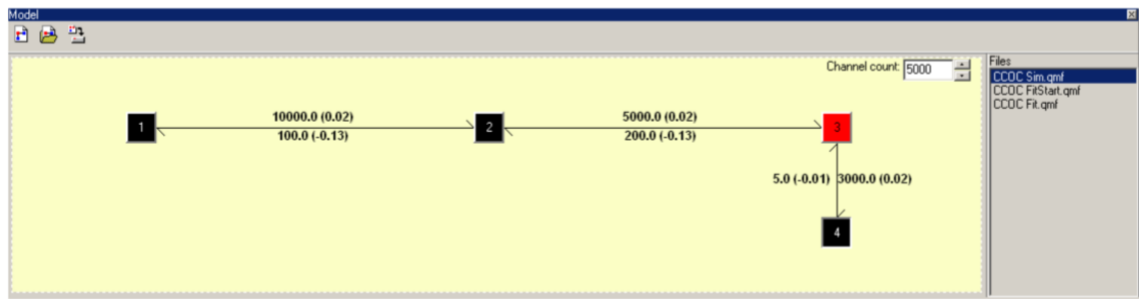 Model
Channel count: 5000
Files
CCOC Sim.qmf
CCOC FitStart.qmf
CCOC Fit.qmf
10000.0 (0.02)
5000.0 (0.02)
1
2
3
100.0 (-0.13)
200.0 (-0.13)
5.0 (-0.01) 3000.0 (0.02)
4